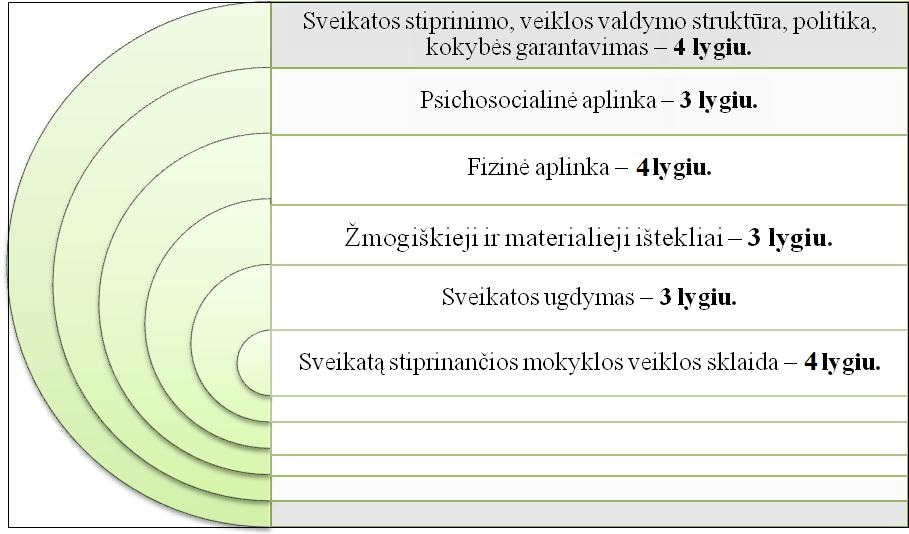 Sveikatos stiprinimo, veiklos valdymo struktūra, politika,
kokybės garantavimas – 4 lygiu.
Psichosocialinė aplinka – 3 lygiu.
Fizinė aplinka – 4 lygiu.
Žmogiškieji ir materialieji ištekliai – 3 lygiu.
Sveikatos ugdymas – 3 lygiu.
Sveikatą stiprinančios mokyklos veiklos sklaida – 4 lygiu.